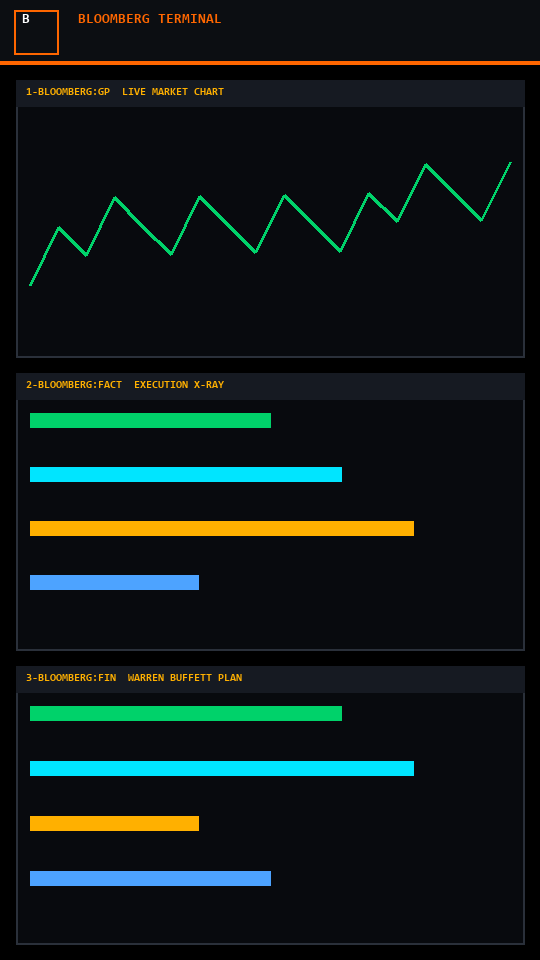 B
BLOOMBERG TERMINAL
1-BLOOMBERG:GP  LIVE MARKET CHART
2-BLOOMBERG:FACT  EXECUTION X-RAY
3-BLOOMBERG:FIN  WARREN BUFFETT PLAN